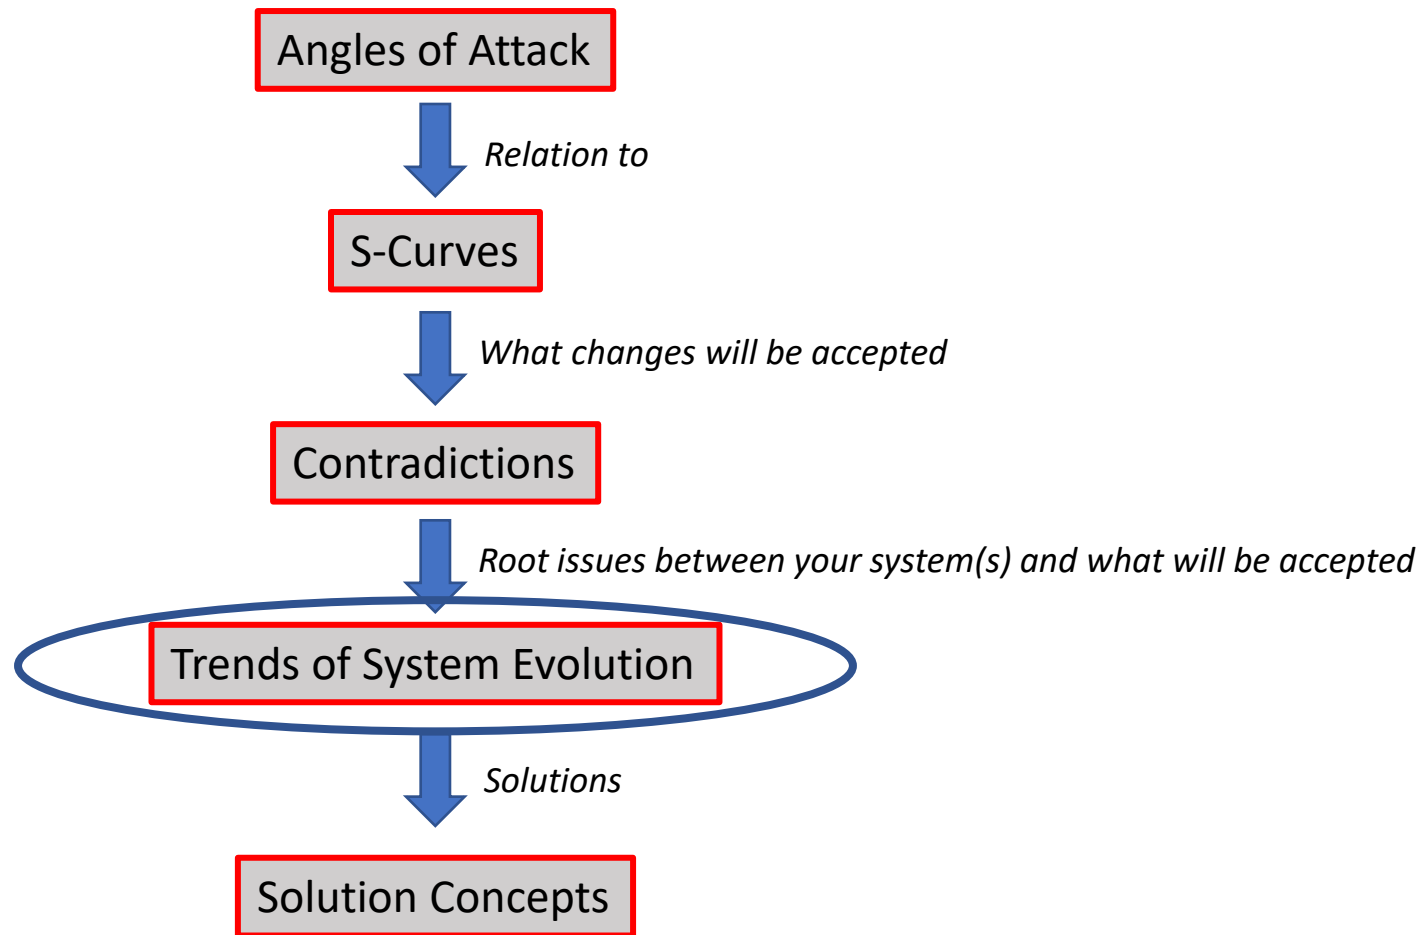 Angles of Attack
Relation to
S-Curves
What changes will be accepted
Contradictions
Root issues between your system(s) and what will be accepted
Trends of System Evolution
Solutions
Solution Concepts